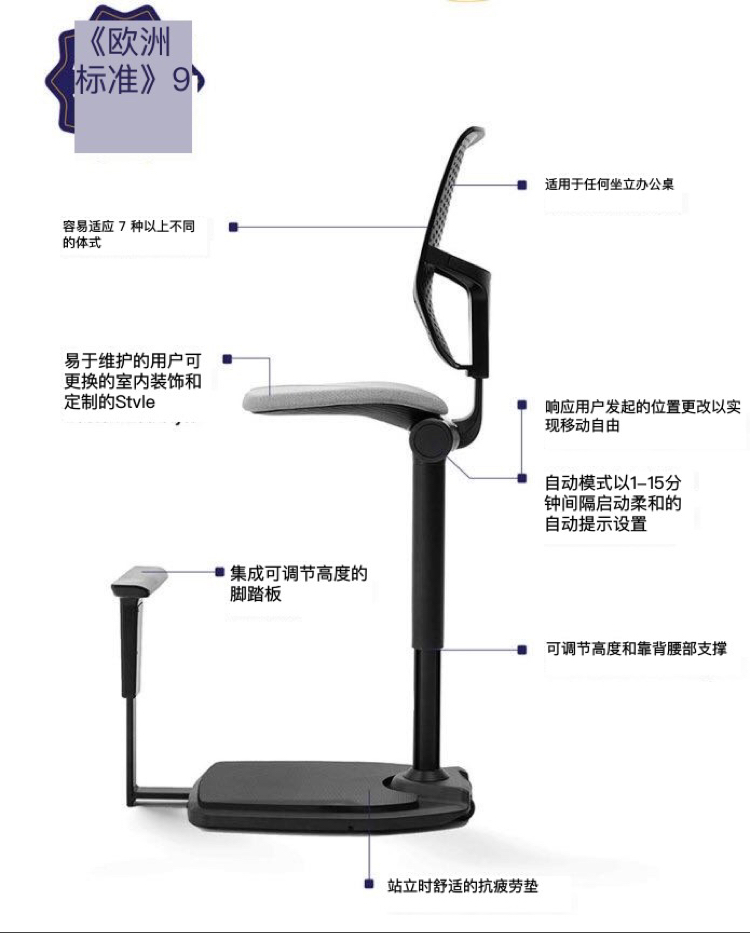 《欧洲
标准》9
适用于任何坐立办公桌
容易适应 7 种以上不同
的体式
易于维护的用户可
更换的室内装饰和
定制的Style
响应用户发起的位置更改以实
现移动自由
自动模式以1-15分
钟间隔启动柔和的
自动提示设置
集成可调节高度的
脚踏板
可调节高度和靠背腰部支撑
站立时舒适的抗疲劳垫